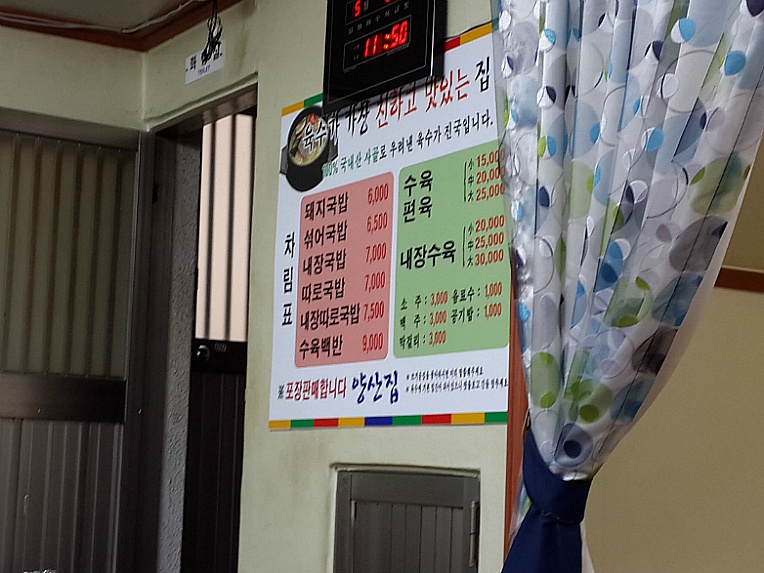 5
11:50
화장실
TOILET
육수가 가장 진하고 맛있는 집
100% 국내산 사골로 우려낸 육수가 진국입니다.
차림표
돼지국밥 6,000
섞어국밥 6,500
내장국밥 7,000
따로국밥 7,000
내장따로국밥 7,500
수육백반 9,000
수육
편육
小 15,000
中 20,000
大 25,000
내장수육
小 20,000
中 25,000
大 30,000
소 주 : 3,000 음료수 : 1,000
맥 주 : 3,000 공기밥 : 1,000
막걸리 : 3,000
※ 포장판매합니다 양산집